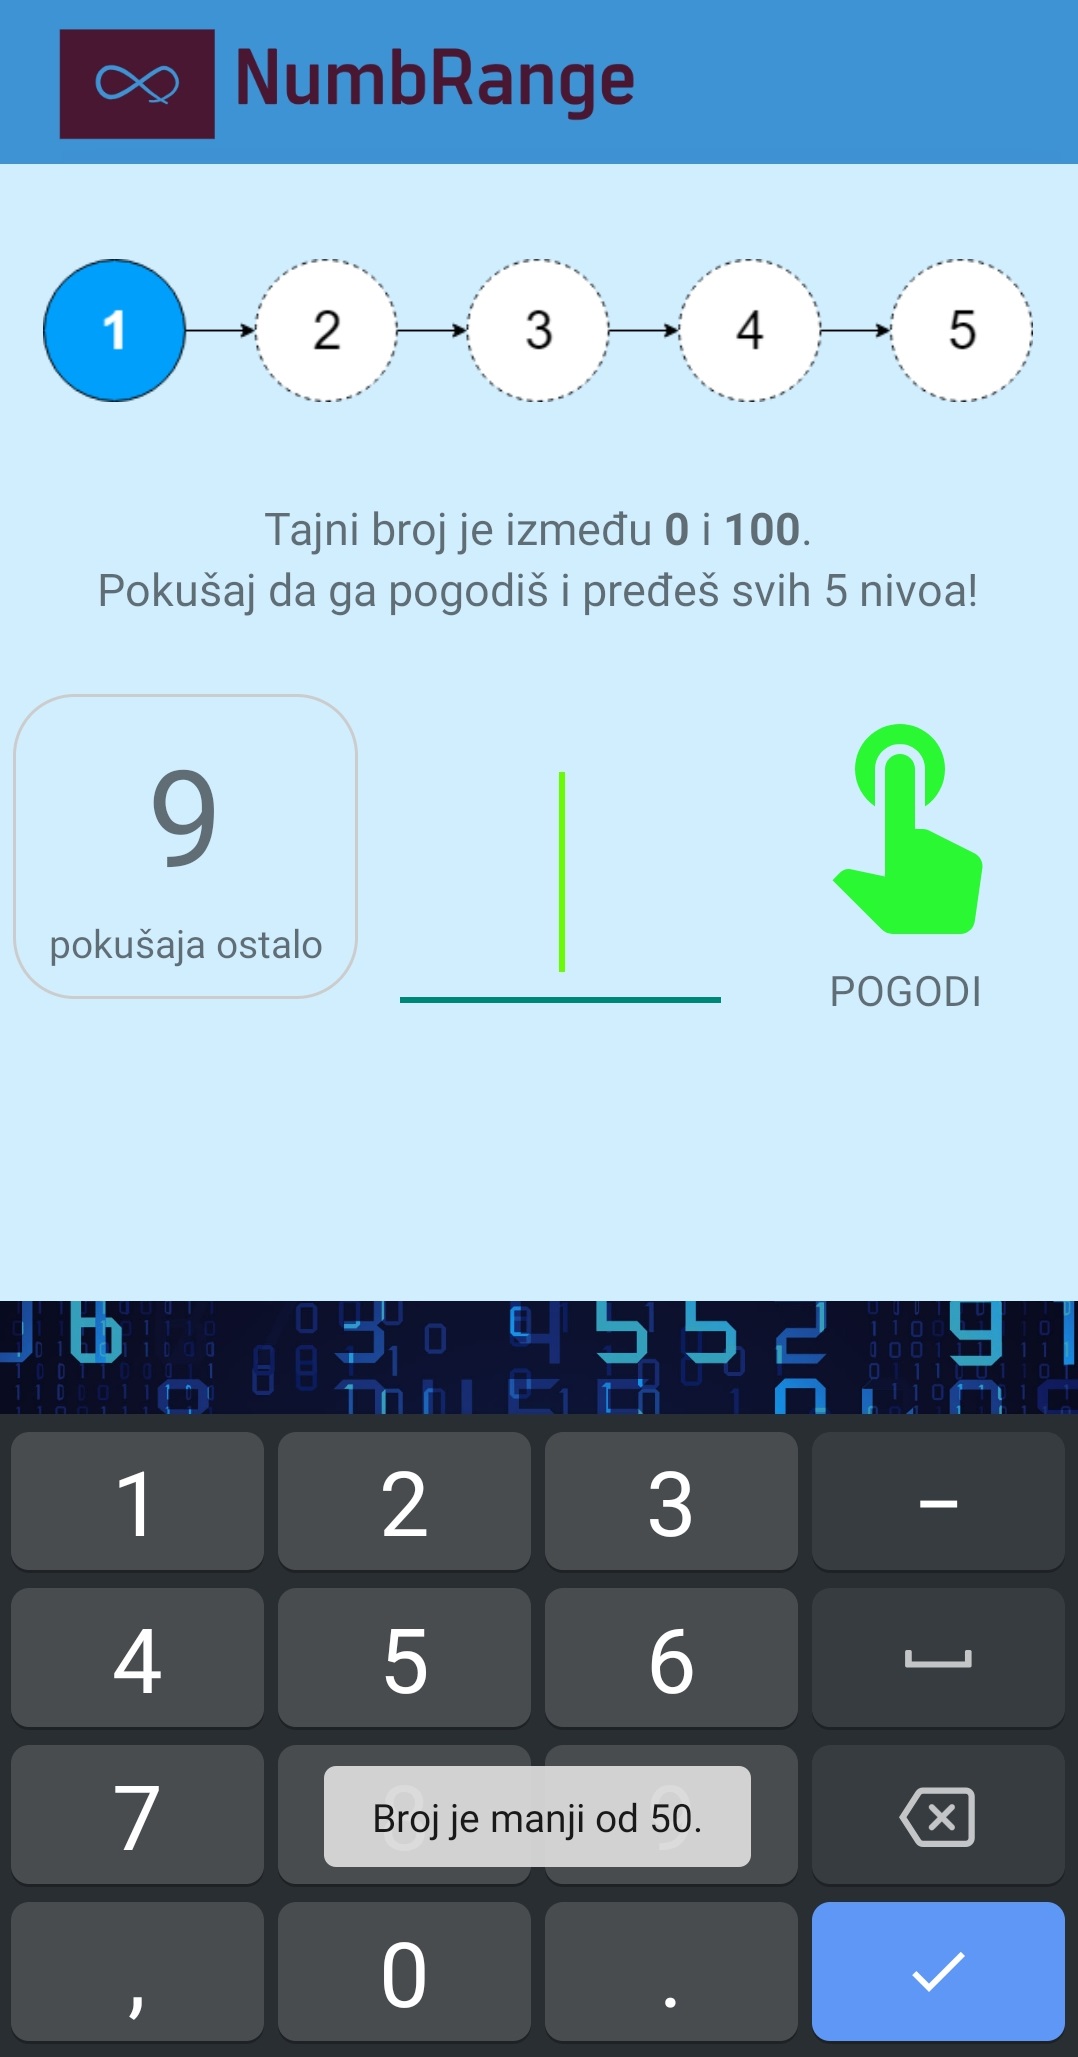 NumbRange
1 2 3 4 5
Tajni broj je između 0 i 100.
Pokušaj da ga pogodiš i pređeš svih 5 nivoa!
9
pokušaja ostalo
POGODI
1 2 3 –
4 5 6
7 8 9
Broj je manji od 50.
, 0 .